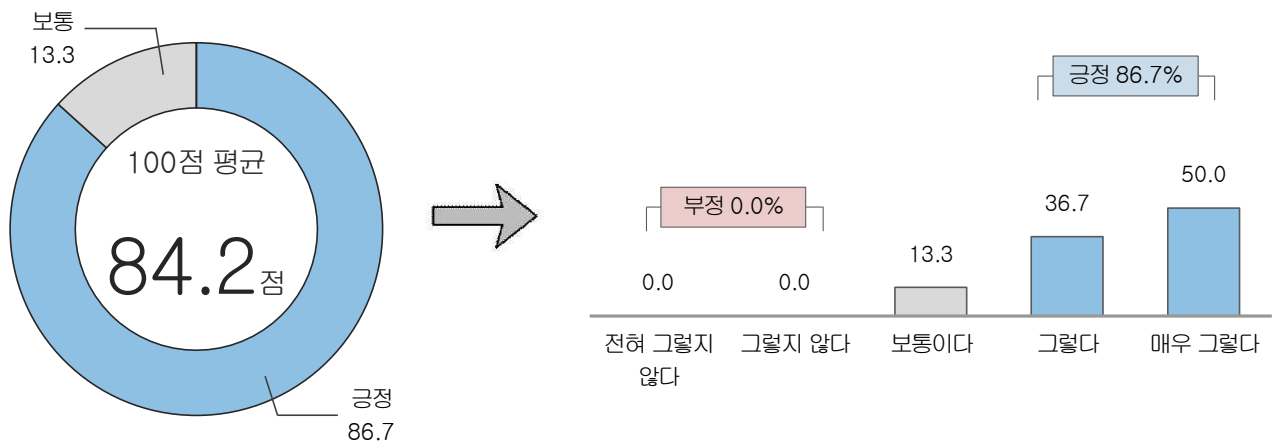 보통
13.3
100점 평균
84.2점
긍정
86.7
긍정 86.7%
부정 0.0%
0.0
0.0
13.3
36.7
50.0
전혀 그렇지
않다
그렇지 않다
보통이다
그렇다
매우 그렇다